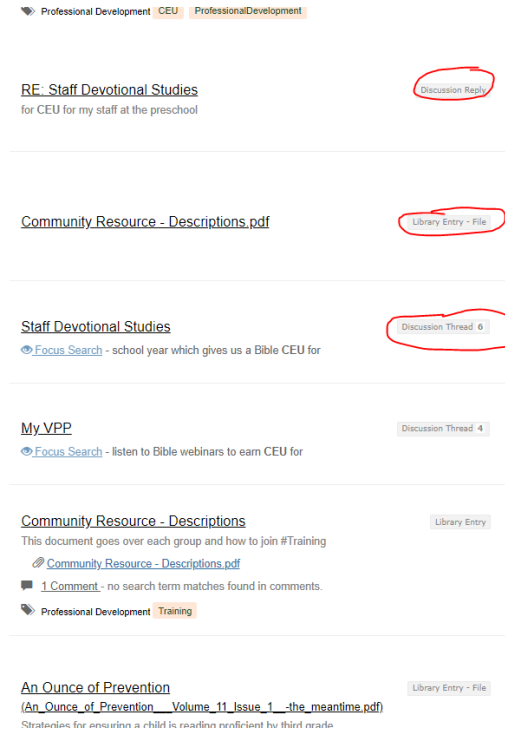 Professional Development CEU ProfessionalDevelopment
RE: Staff Devotional Studies Discussion Reply
for CEU for my staff at the preschool
Community Resource - Descriptions.pdf Library Entry - File
Staff Devotional Studies Discussion Thread 6
Focus Search - school year which gives us a Bible CEU for
My VPP Discussion Thread 4
Focus Search - listen to Bible webinars to earn CEU for
Community Resource - Descriptions Library Entry
This document goes over each group and how to join #Training
Community Resource - Descriptions.pdf
1 Comment - no search term matches found in comments.
Professional Development Training
An Ounce of Prevention Library Entry - File
(An_Ounce_of_Prevention___Volume_11_Issue_1__-the_meantime.pdf)
Strategies for ensuring a child is reading proficient by third grade